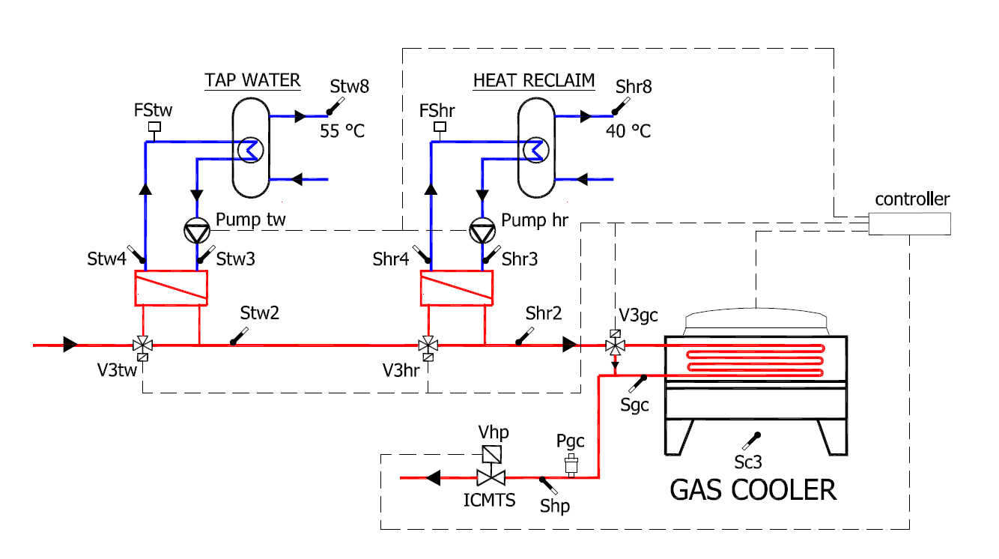 TAP WATER
HEAT RECLAIM
Stw8
Shr8
FStw
FShr
55 °C
40 °C
controller
Pump tw
Pump hr
Stw4
Stw3
Shr4
Shr3
Stw2
Shr2
V3gc
V3tw
V3hr
Sgc
Vhp
Pgc
Sc3
ICMTS
Shp
GAS COOLER